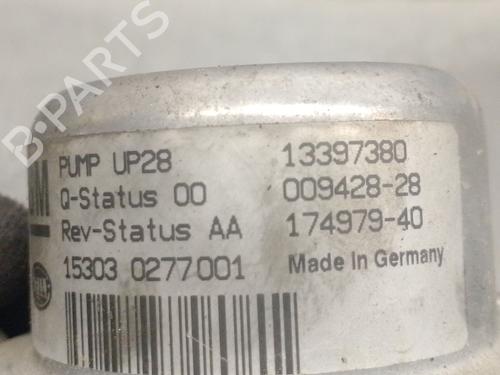 B-PARTS
M
PUMP UP28 13397380
Q-Status 00 009428-28
Rev-Status AA 174979-40
15303 0277001 Made In Germany